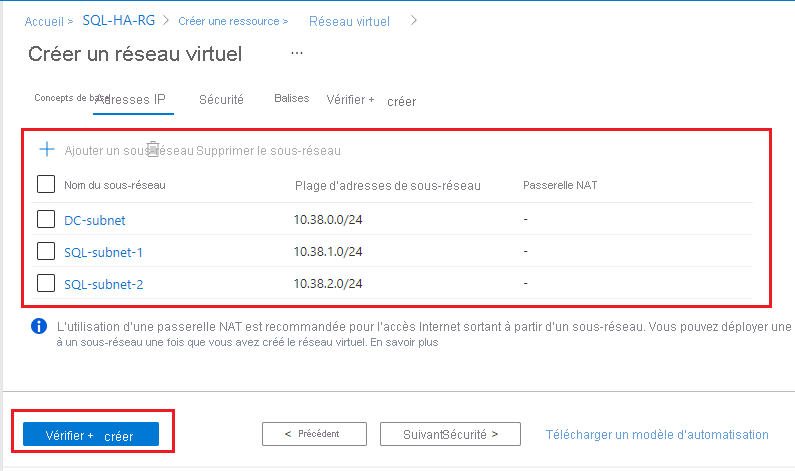 Accueil > SQL-HA-RG > Créer une ressource > Réseau virtuel >
Créer un réseau virtuel ...
Concepts de base Adresses IP Sécurité Balises Vérifier + créer
+ Ajouter un sous-réseau Supprimer le sous-réseau
Nom du sous-réseau Plage d'adresses de sous-réseau Passerelle NAT
DC-subnet 10.38.0.0/24 -
SQL-subnet-1 10.38.1.0/24 -
SQL-subnet-2 10.38.2.0/24 -
L'utilisation d'une passerelle NAT est recommandée pour l'accès Internet sortant à partir d'un sous-réseau. Vous pouvez déployer une
à un sous-réseau une fois que vous avez créé le réseau virtuel. En savoir plus
Vérifier + créer < Précédent SuivantSécurité > Télécharger un modèle d'automatisation